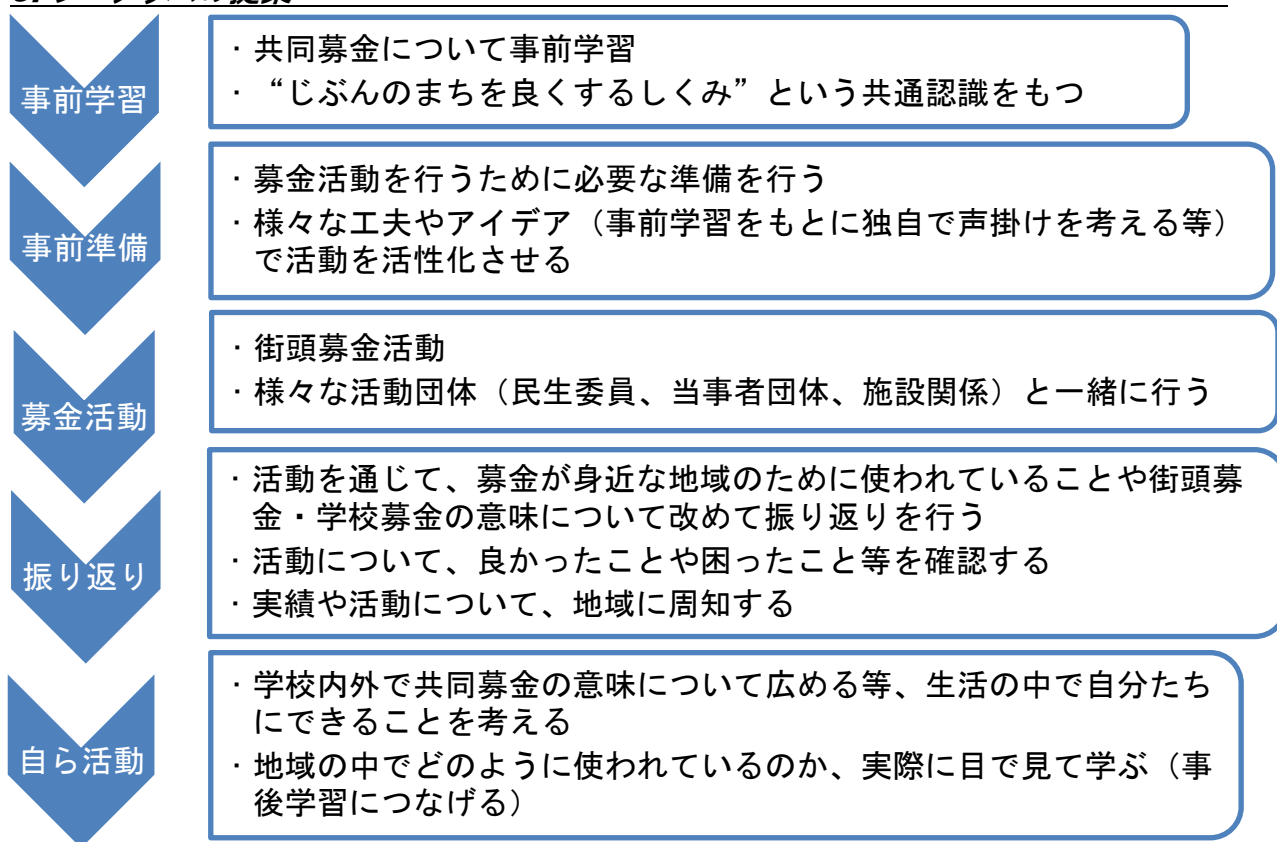 事前学習
・共同募金について事前学習
・“じぶんのまちを良くするしくみ”という共通認識をもつ
事前準備
・募金活動を行うために必要な準備を行う
・様々な工夫やアイデア（事前学習をもとに独自で声掛けを考える等）
で活動を活性化させる
募金活動
・街頭募金活動
・様々な活動団体（民生委員、当事者団体、施設関係）と一緒に行う
振り返り
・活動を通じて、募金が身近な地域のために使われていることや街頭募
金・学校募金の意味について改めて振り返りを行う
・活動について、良かったことや困ったこと等を確認する
・実績や活動について、地域に周知する
自ら活動
・学校内外で共同募金の意味について広める等、生活の中で自分たち
にできることを考える
・地域の中でどのように使われているのか、実際に目で見て学ぶ（事
後学習につなげる）